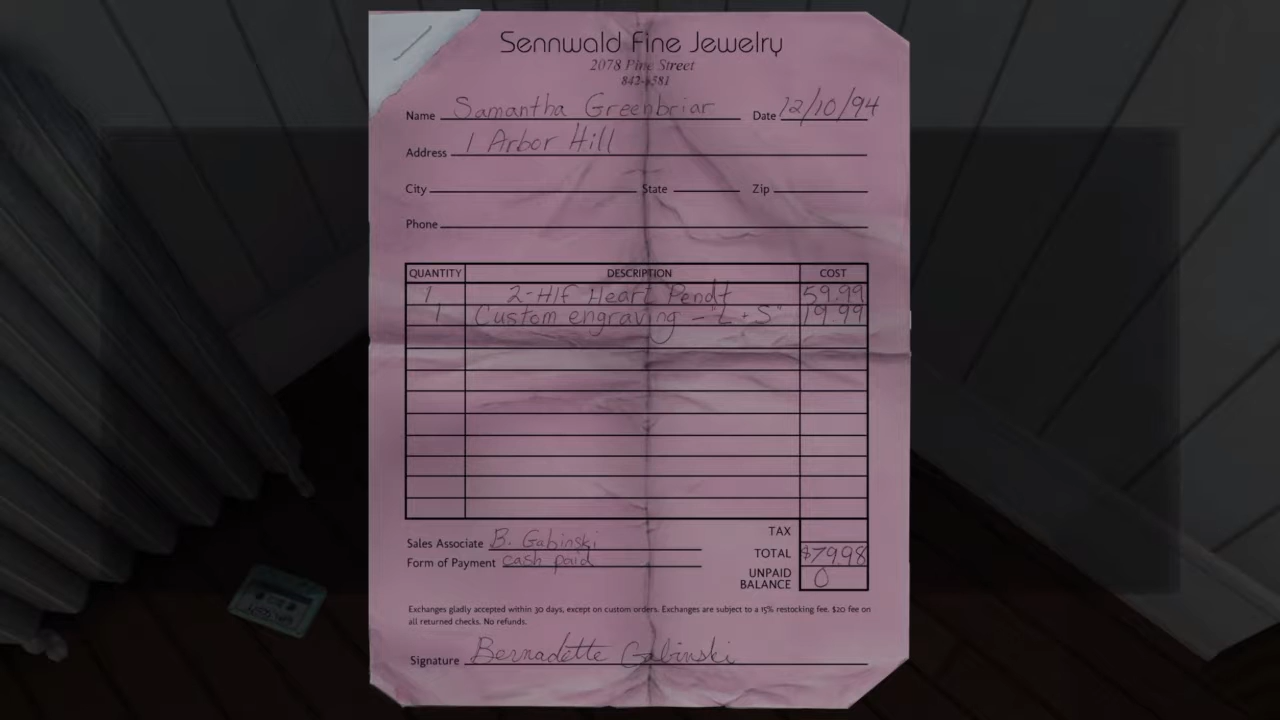 Sennwald Fine Jewelry
2078 Pine Street
Name Samantha Greenbriar Date 12/10/94
Address 1 Arbor Hill
City State Zip
Phone
QUANTITY DESCRIPTION COST
1 2-Hlf Heart Pendt 59.99
1 Custom engraving - "L + S" 19.99
TAX
Sales Associate B. Gabinski
TOTAL $79.98
Form of Payment cash paid
UNPAID BALANCE 0
Exchanges gladly accepted within 30 days, except on custom orders. Exchanges are subject to a 15% restocking fee. $20 fee on
all returned checks. No refunds.
Signature Bernadette Gabinski